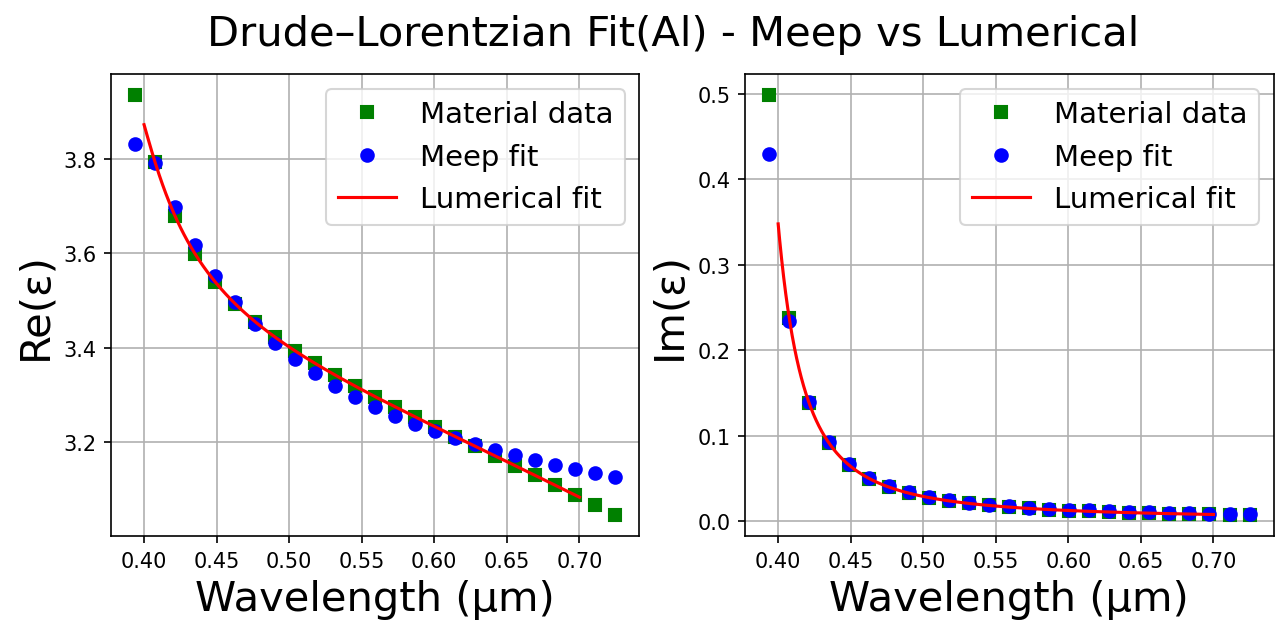 Drude–Lorentzian Fit(Al) - Meep vs Lumerical
Re(ε)
3.8
3.6
3.4
3.2
Material data
Meep fit
Lumerical fit
0.40 0.45 0.50 0.55 0.60 0.65 0.70
Wavelength (μm)
Im(ε)
0.5
0.4
0.3
0.2
0.1
0.0
Material data
Meep fit
Lumerical fit
0.40 0.45 0.50 0.55 0.60 0.65 0.70
Wavelength (μm)